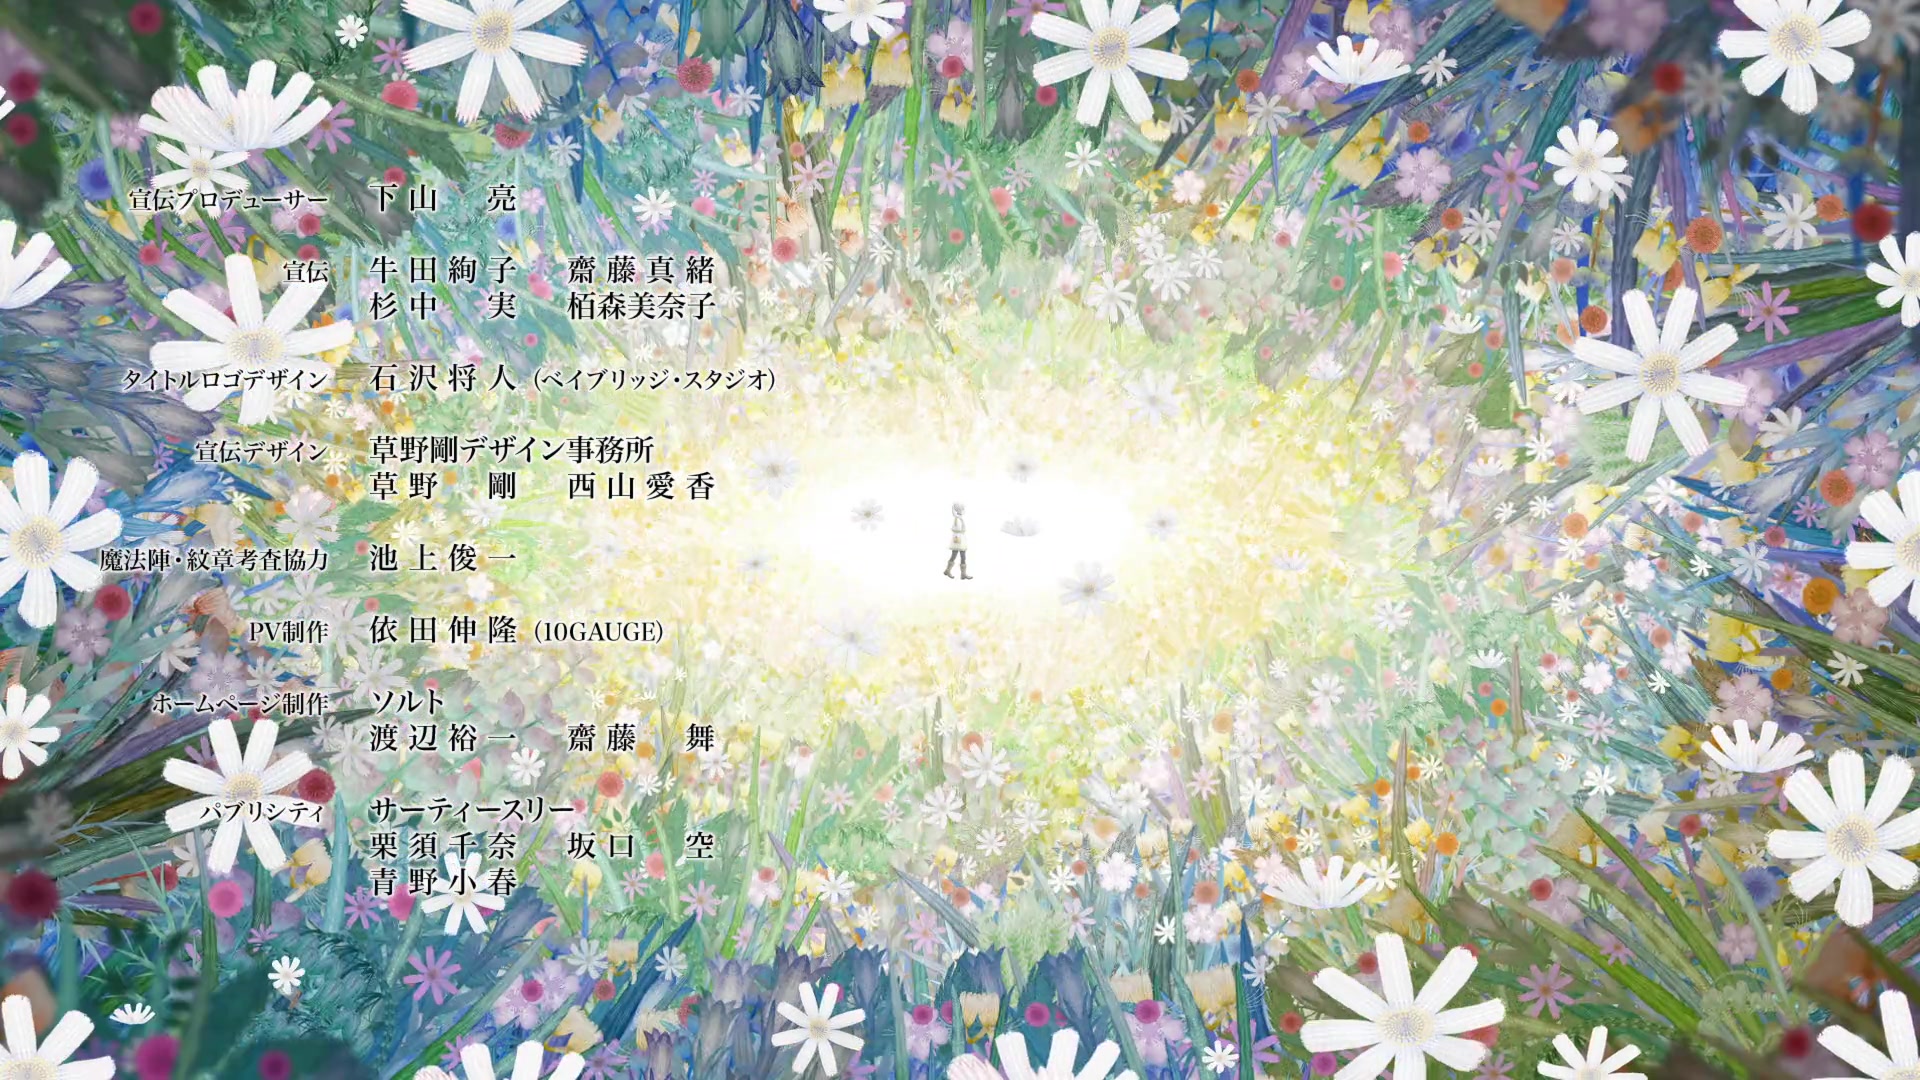 宣伝プロデューサー 下山 亮
宣伝 牛田絢子 齋藤真緒
杉中 実 栢森美奈子
タイトルロゴデザイン 石沢将人 (ベイブリッジ・スタジオ)
宣伝デザイン 草野剛デザイン事務所
草野 剛 西山愛香
魔法陣・紋章考査協力 池上俊一
PV制作 依田伸隆 (10GAUGE)
ホームページ制作 ソルト
渡辺裕一 齋藤 舞
パブリシティ サーティースリー
栗須千奈 坂口 空
青野小春